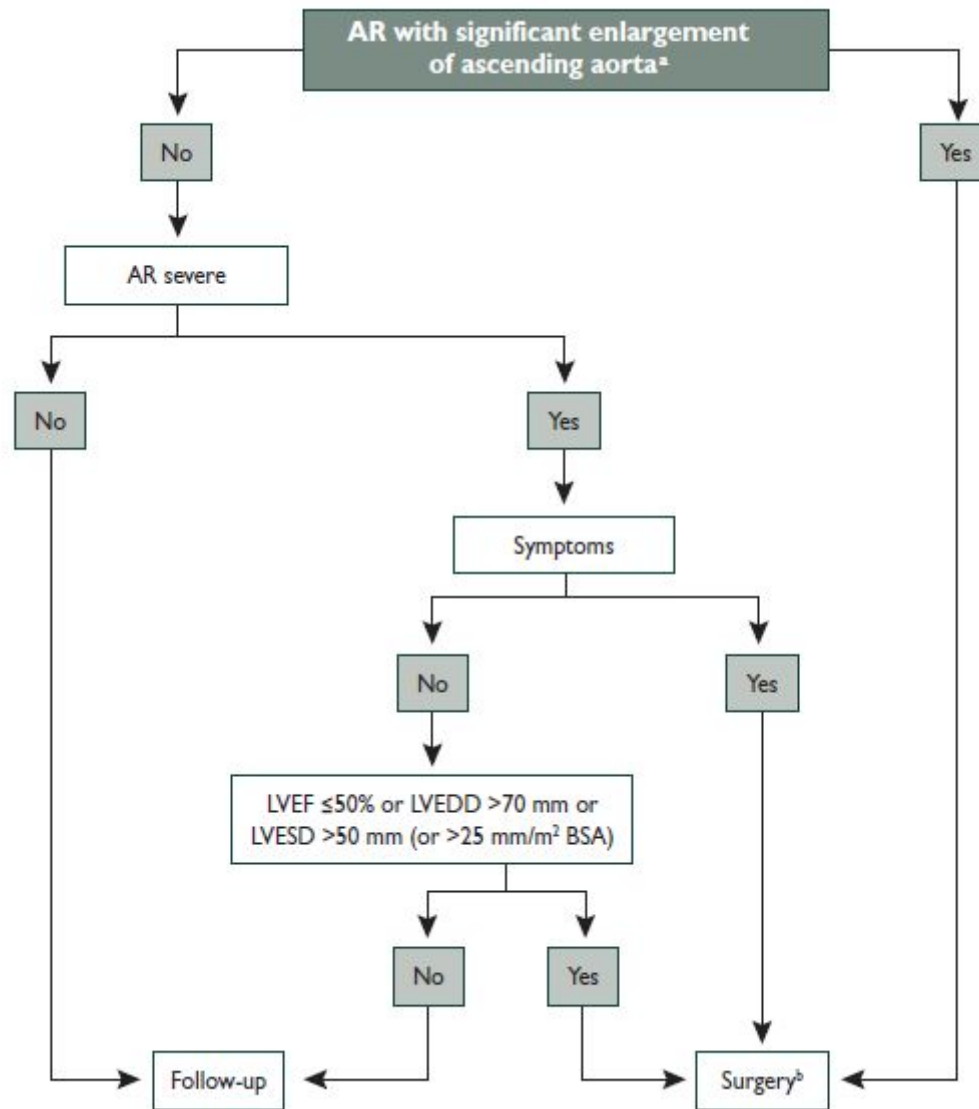 AR with significant enlargement
of ascending aortaᵃ
No
Yes
AR severe
No
Yes
Symptoms
No
Yes
LVEF ≤50% or LVEDD >70 mm or
LVESD >50 mm (or >25 mm/m² BSA)
No
Yes
Follow-up
Surgeryᵇ